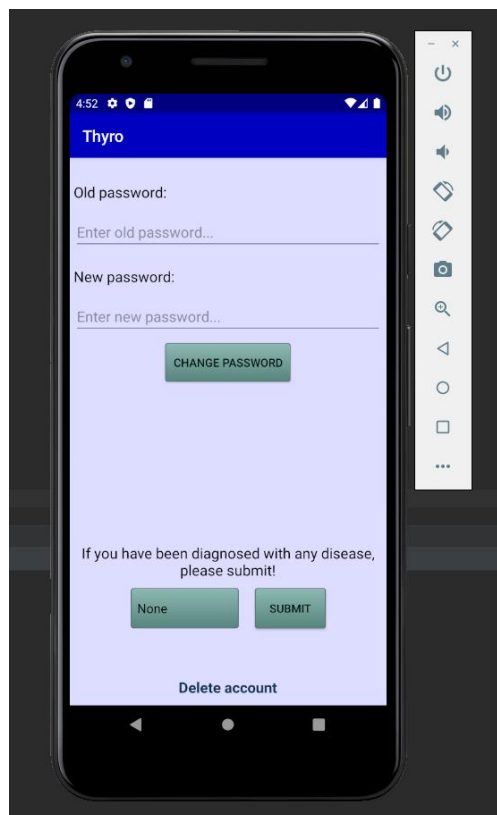 4:52
Thyro
Old password:
Enter old password...
New password:
Enter new password...
CHANGE PASSWORD
If you have been diagnosed with any disease,
please submit!
None
SUBMIT
Delete account